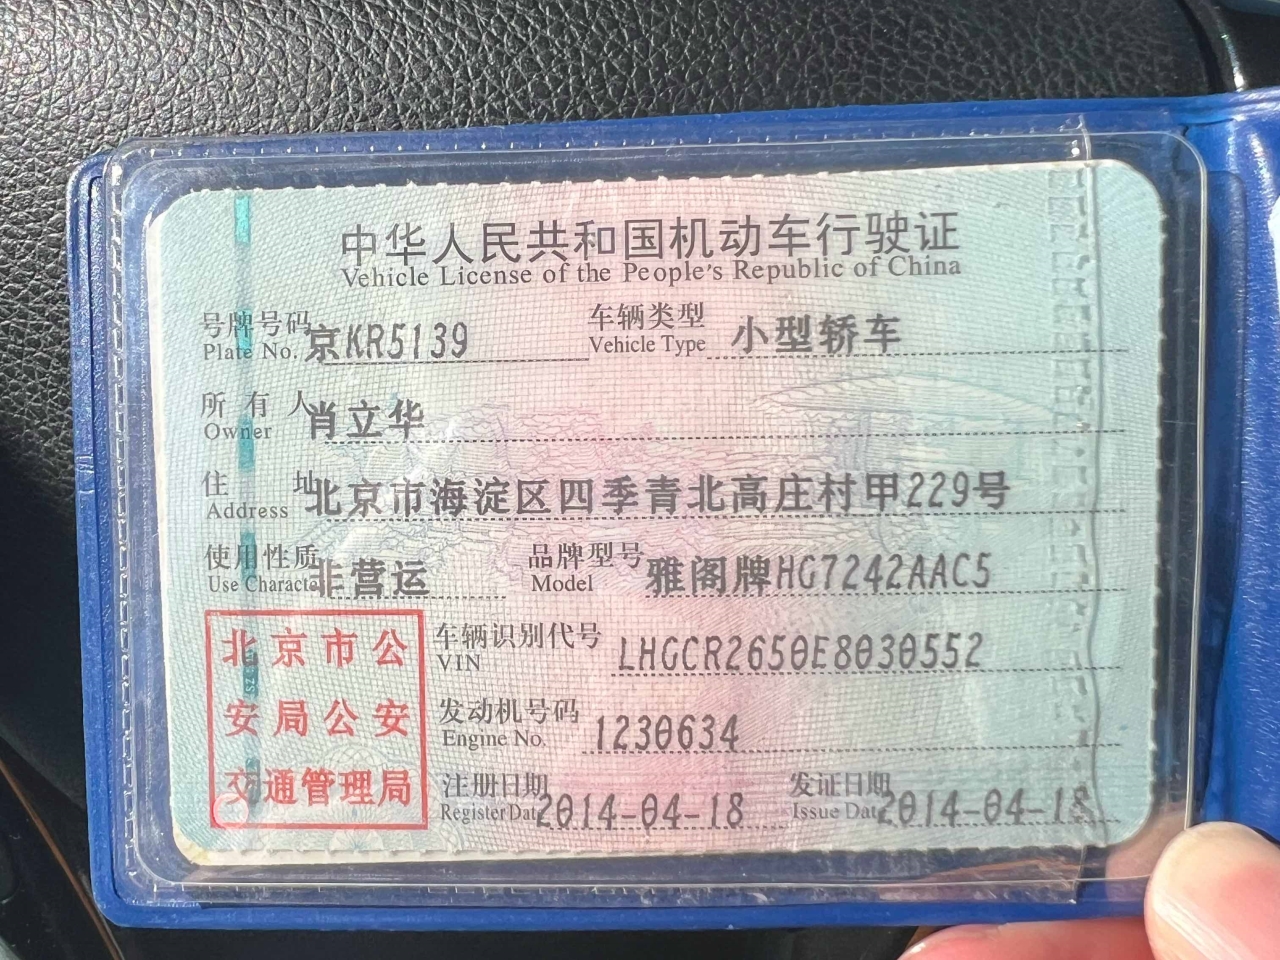 中华人民共和国机动车行驶证
Vehicle License of the People's Republic of China
号牌号码 京KR5139 车辆类型 小型轿车
Plate No. Vehicle Type
所有人 肖立华
Owner
住址 北京市海淀区四季青北高庄村甲229号
Address
使用性质 非营运 品牌型号 雅阁牌HG7242AAC5
Use Characte Model
北京市公
安局公安
交通管理局
车辆识别代号 LHGCR2650E8030552
VIN
发动机号码 1230634
Engine No.
注册日期 2014-04-18 发证日期 2014-04-18
Register Dat Issue Dat